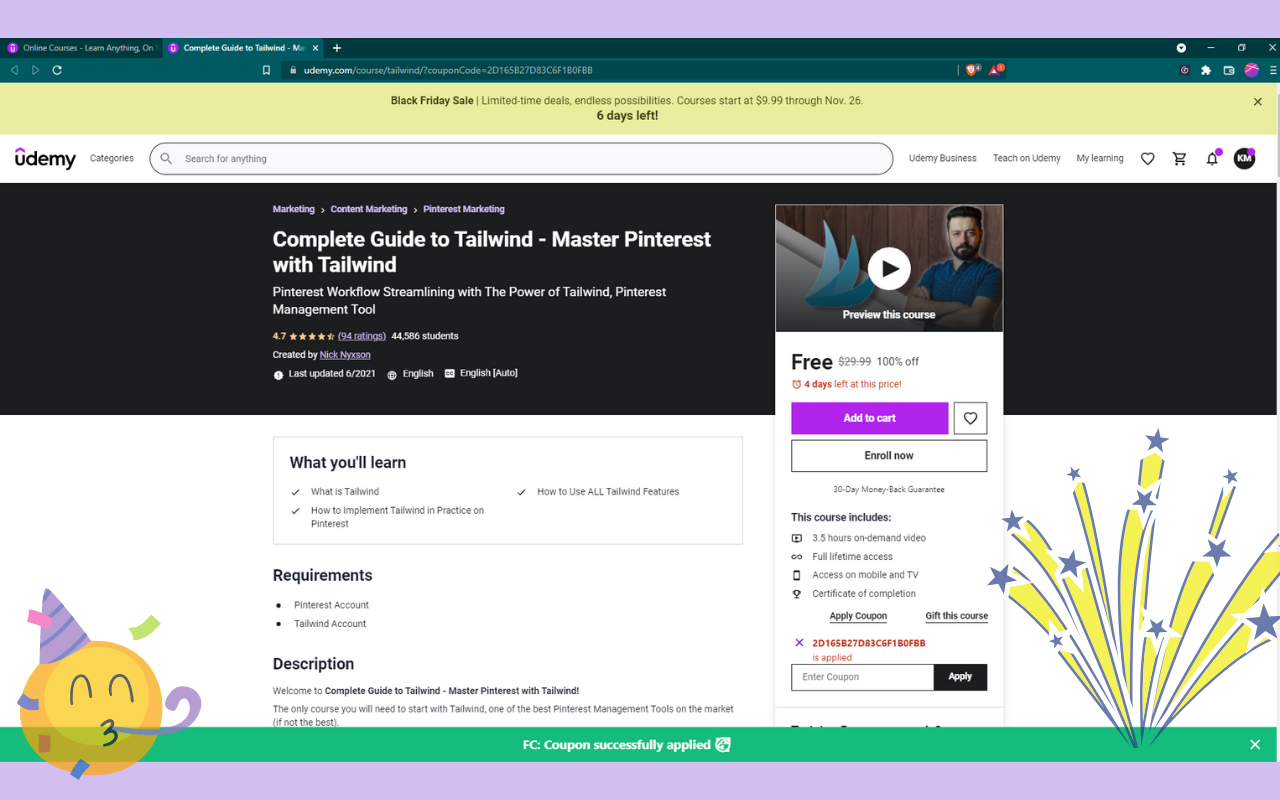 Online Courses - Learn Anything, On
Complete Guide to Tailwind - Ma
udemy.com/course/tailwind/?couponCode=2D165B27D83C6F1B0FBB
Black Friday Sale | Limited-time deals, endless possibilities. Courses start at $9.99 through Nov. 26.
6 days left!
udemy
Categories
Search for anything
Udemy Business
Teach on Udemy
My learning
KM
Marketing > Content Marketing > Pinterest Marketing
Complete Guide to Tailwind - Master Pinterest
with Tailwind
Pinterest Workflow Streamlining with The Power of Tailwind, Pinterest
Management Tool
4.7 (94 ratings) 44,586 students
Created by Nick Nyxson
Last updated 6/2021 English English [Auto]
Preview this course
Free $29.99 100% off
4 days left at this price!
Add to cart
Enroll now
30-Day Money-Back Guarantee
This course includes:
3.5 hours on-demand video
Full lifetime access
Access on mobile and TV
Certificate of completion
Apply Coupon Gift this course
2D165B27D83C6F1B0FBB
is applied
Enter Coupon Apply
What you'll learn
What is Tailwind
How to Use ALL Tailwind Features
How to Implement Tailwind in Practice on
Pinterest
Requirements
Pinterest Account
Tailwind Account
Description
Welcome to Complete Guide to Tailwind - Master Pinterest with Tailwind!
The only course you will need to start with Tailwind, one of the best Pinterest Management Tools on the market
(if not the best).
FC: Coupon successfully applied